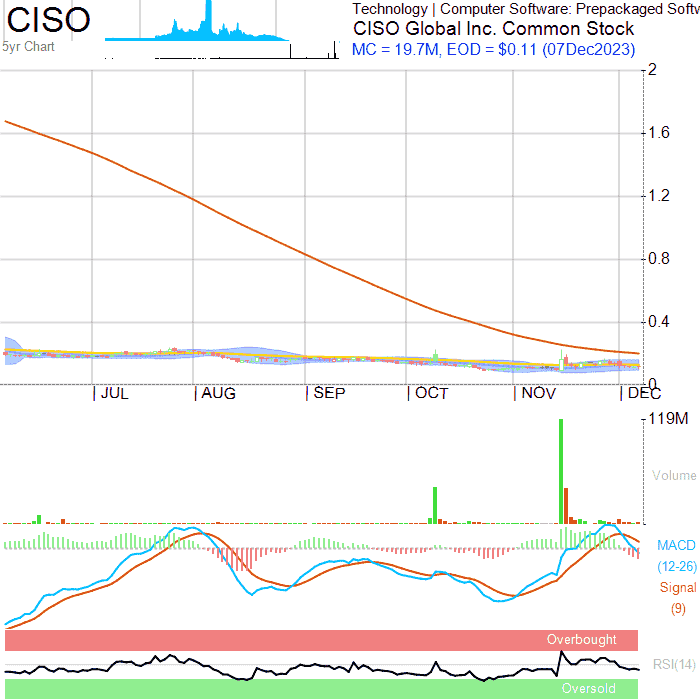 CISO
Technology | Computer Software: Prepackaged Softw
CISO Global Inc. Common Stock
5yr Chart
MC = 19.7M, EOD = $0.11 (07Dec2023)
2
1.6
1.2
0.8
0.4
0
JUL AUG SEP OCT NOV DEC
119M
Volume
MACD
(12-26)
Signal
(9)
Overbought
RSI(14)
Oversold